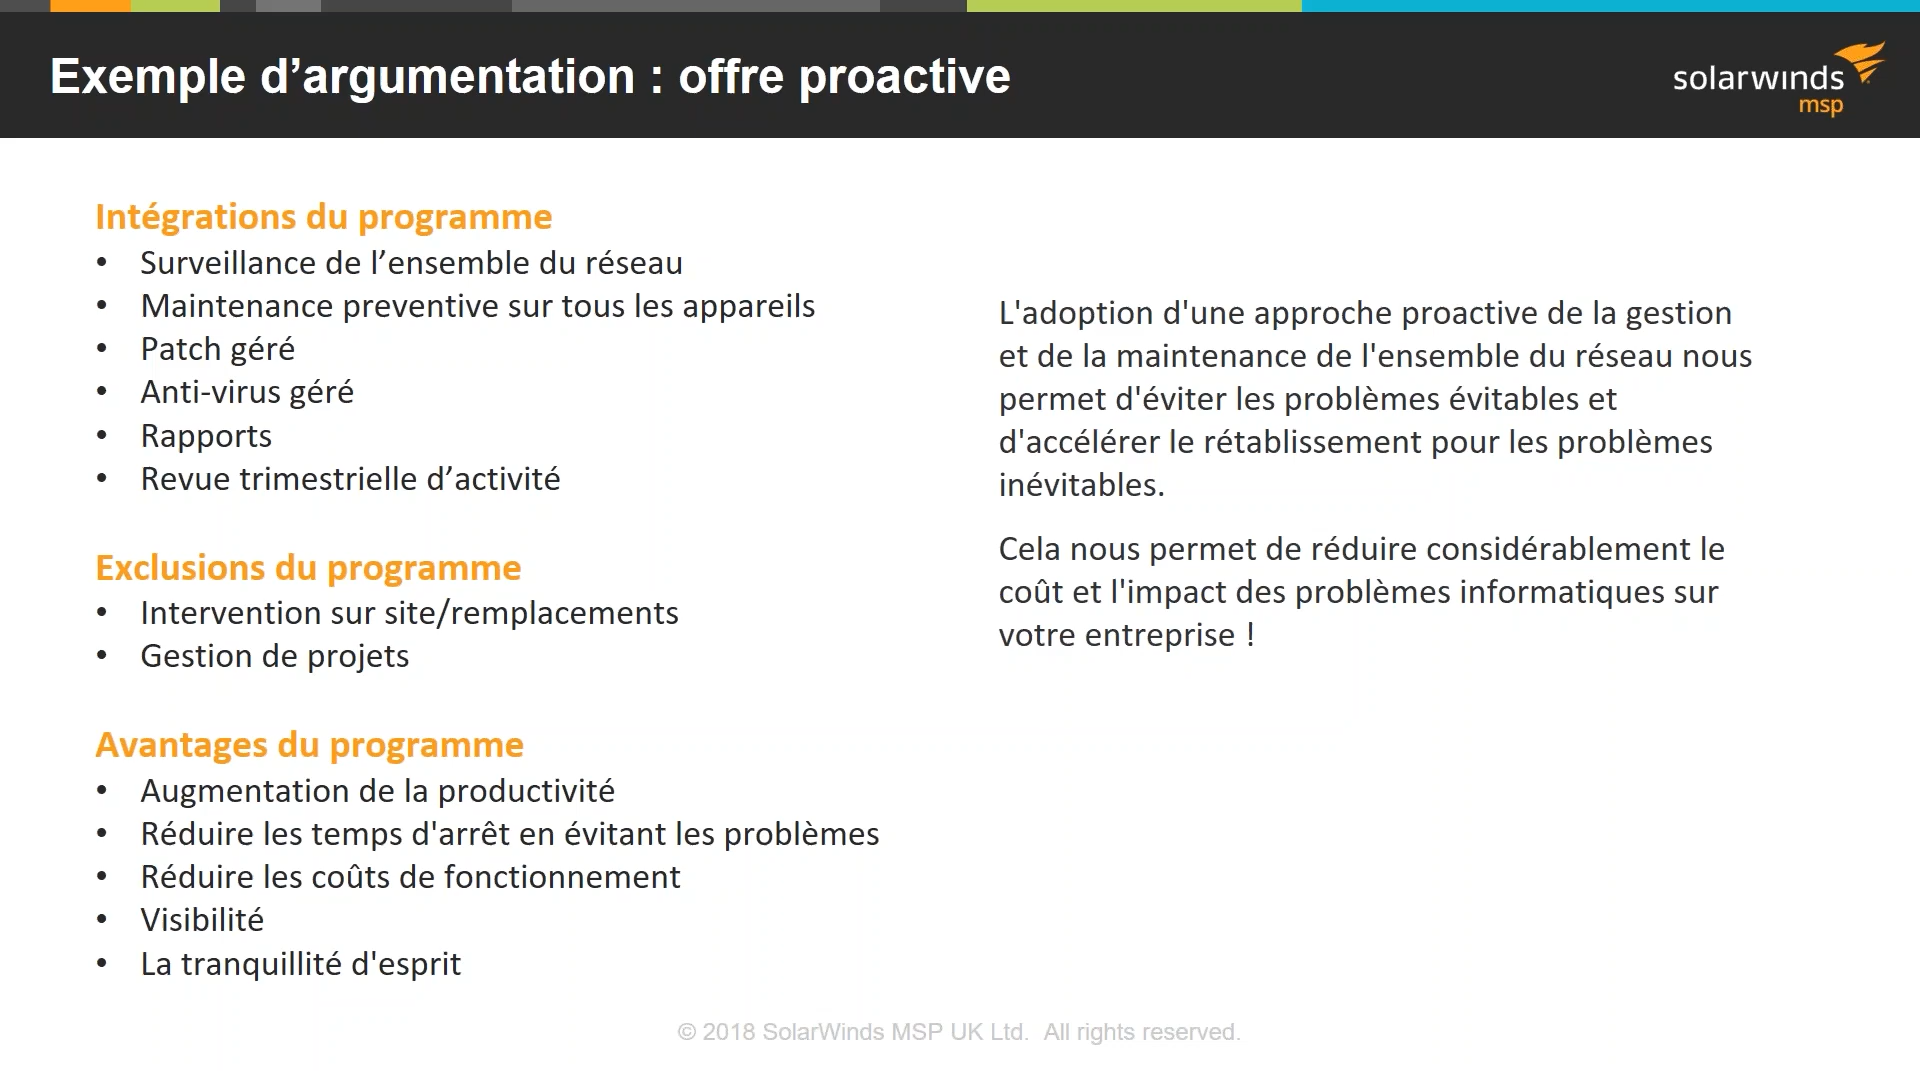 Exemple d’argumentation : offre proactive
solarwinds
msp
Intégrations du programme
• Surveillance de l’ensemble du réseau
• Maintenance preventive sur tous les appareils
• Patch géré
• Anti-virus géré
• Rapports
• Revue trimestrielle d’activité
Exclusions du programme
• Intervention sur site/remplacements
• Gestion de projets
Avantages du programme
• Augmentation de la productivité
• Réduire les temps d'arrêt en évitant les problèmes
• Réduire les coûts de fonctionnement
• Visibilité
• La tranquillité d'esprit
L'adoption d'une approche proactive de la gestion
et de la maintenance de l'ensemble du réseau nous
permet d'éviter les problèmes évitables et
d'accélérer le rétablissement pour les problèmes
inévitables.
Cela nous permet de réduire considérablement le
coût et l'impact des problèmes informatiques sur
votre entreprise !
© 2018 SolarWinds MSP UK Ltd. All rights reserved.